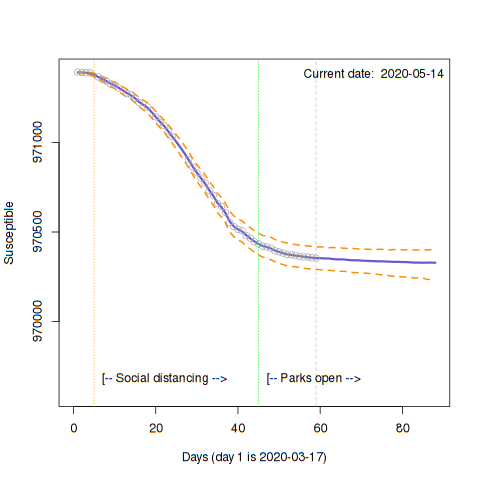 Current date: 2020-05-14
Susceptible
971000
970500
970000
[-- Social distancing --> [-- Parks open -->
0 20 40 60 80
Days (day 1 is 2020-03-17)